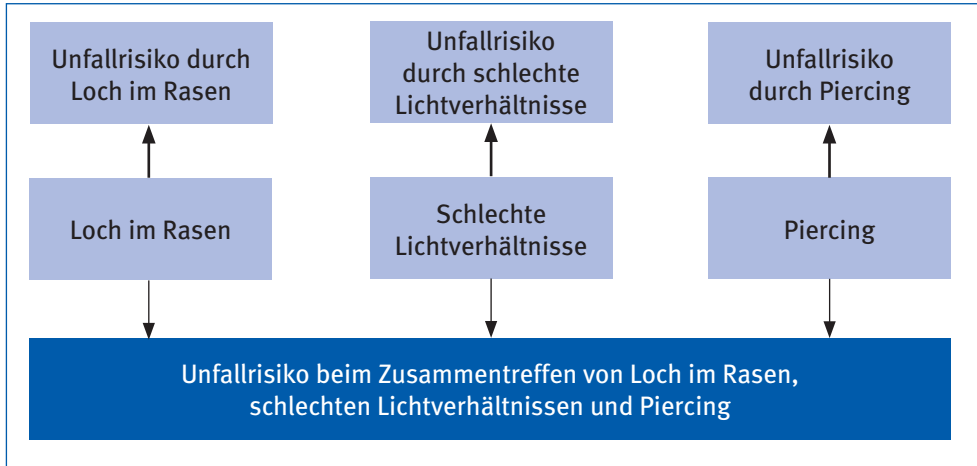 Unfallrisiko durch
Loch im Rasen
Unfallrisiko
durch schlechte
Lichtverhältnisse
Unfallrisiko
durch Piercing
Loch im Rasen
Schlechte
Lichtverhältnisse
Piercing
Unfallrisiko beim Zusammentreffen von Loch im Rasen,
schlechten Lichtverhältnissen und Piercing